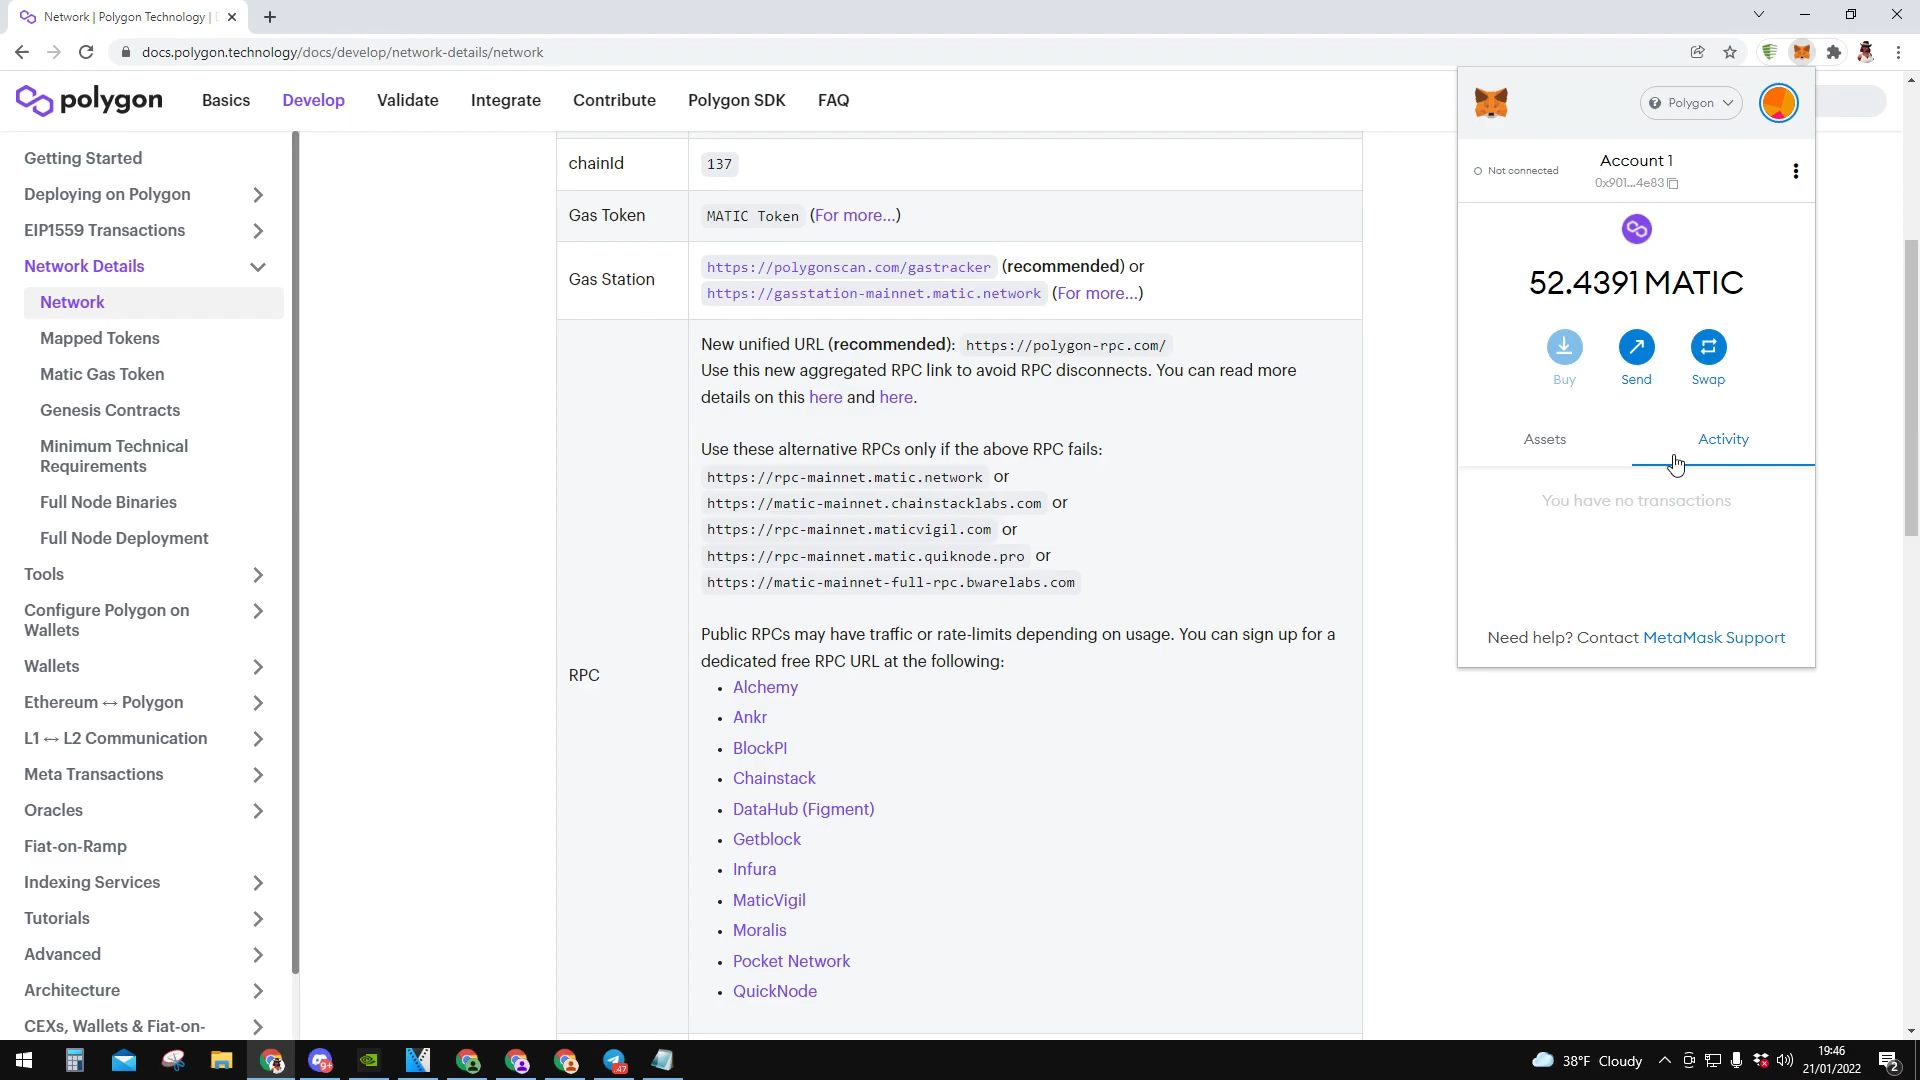 Network | Polygon Technology |
docs.polygon.technology/docs/develop/network-details/network
polygon
Basics
Develop
Validate
Integrate
Contribute
Polygon SDK
FAQ
Getting Started
Deploying on Polygon
EIP1559 Transactions
Network Details
Network
Mapped Tokens
Matic Gas Token
Genesis Contracts
Minimum Technical
Requirements
Full Node Binaries
Full Node Deployment
Tools
Configure Polygon on
Wallets
Wallets
Ethereum ↔ Polygon
L1 ↔ L2 Communication
Meta Transactions
Oracles
Fiat-on-Ramp
Indexing Services
Tutorials
Advanced
Architecture
CEXs, Wallets & Fiat-on-
chainId
137
Gas Token
MATIC Token (For more...)
Gas Station
https://polygonscan.com/gastracker (recommended) or
https://gasstation-mainnet.matic.network (For more...)
RPC
New unified URL (recommended): https://polygon-rpc.com/
Use this new aggregated RPC link to avoid RPC disconnects. You can read more
details on this here and here.
Use these alternative RPCs only if the above RPC fails:
https://rpc-mainnet.matic.network or
https://matic-mainnet.chainstacklabs.com or
https://rpc-mainnet.maticvigil.com or
https://rpc-mainnet.matic.quiknode.pro or
https://matic-mainnet-full-rpc.bwarelabs.com
Public RPCs may have traffic or rate-limits depending on usage. You can sign up for a
dedicated free RPC URL at the following:
• Alchemy
• Ankr
• BlockPI
• Chainstack
• DataHub (Figment)
• Getblock
• Infura
• MaticVigil
• Moralis
• Pocket Network
• QuickNode
Polygon
Not connected
Account 1
0x901...4e83
52.4391 MATIC
Buy
Send
Swap
Assets
Activity
You have no transactions
Need help? Contact MetaMask Support
9+
47
38°F Cloudy
19:46
21/01/2022
2